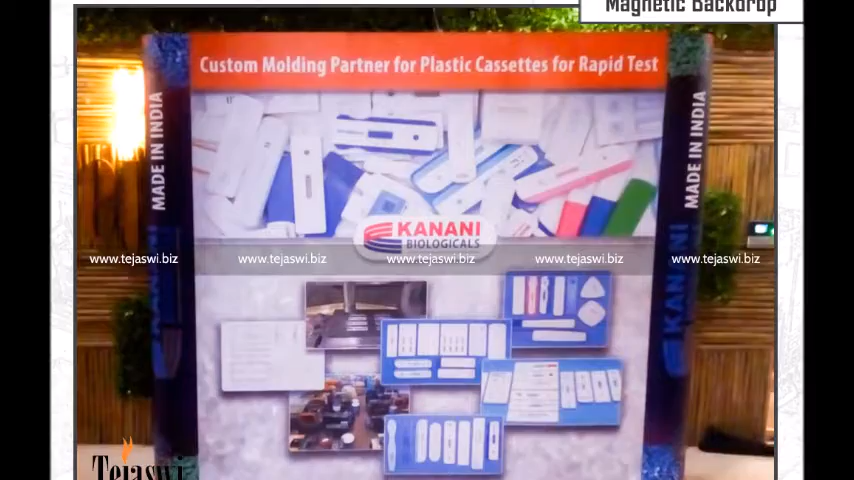 Magnetic Backdrop
Custom Molding Partner for Plastic Cassettes for Rapid Test
MADE IN INDIA
MADE IN INDIA
KANANI
BIOLOGICALS
www.tejaswi.biz
www.tejaswi.biz
www.tejaswi.biz
www.tejaswi.biz
www.tejaswi.biz
KANANI
KANANI
Tejaswi